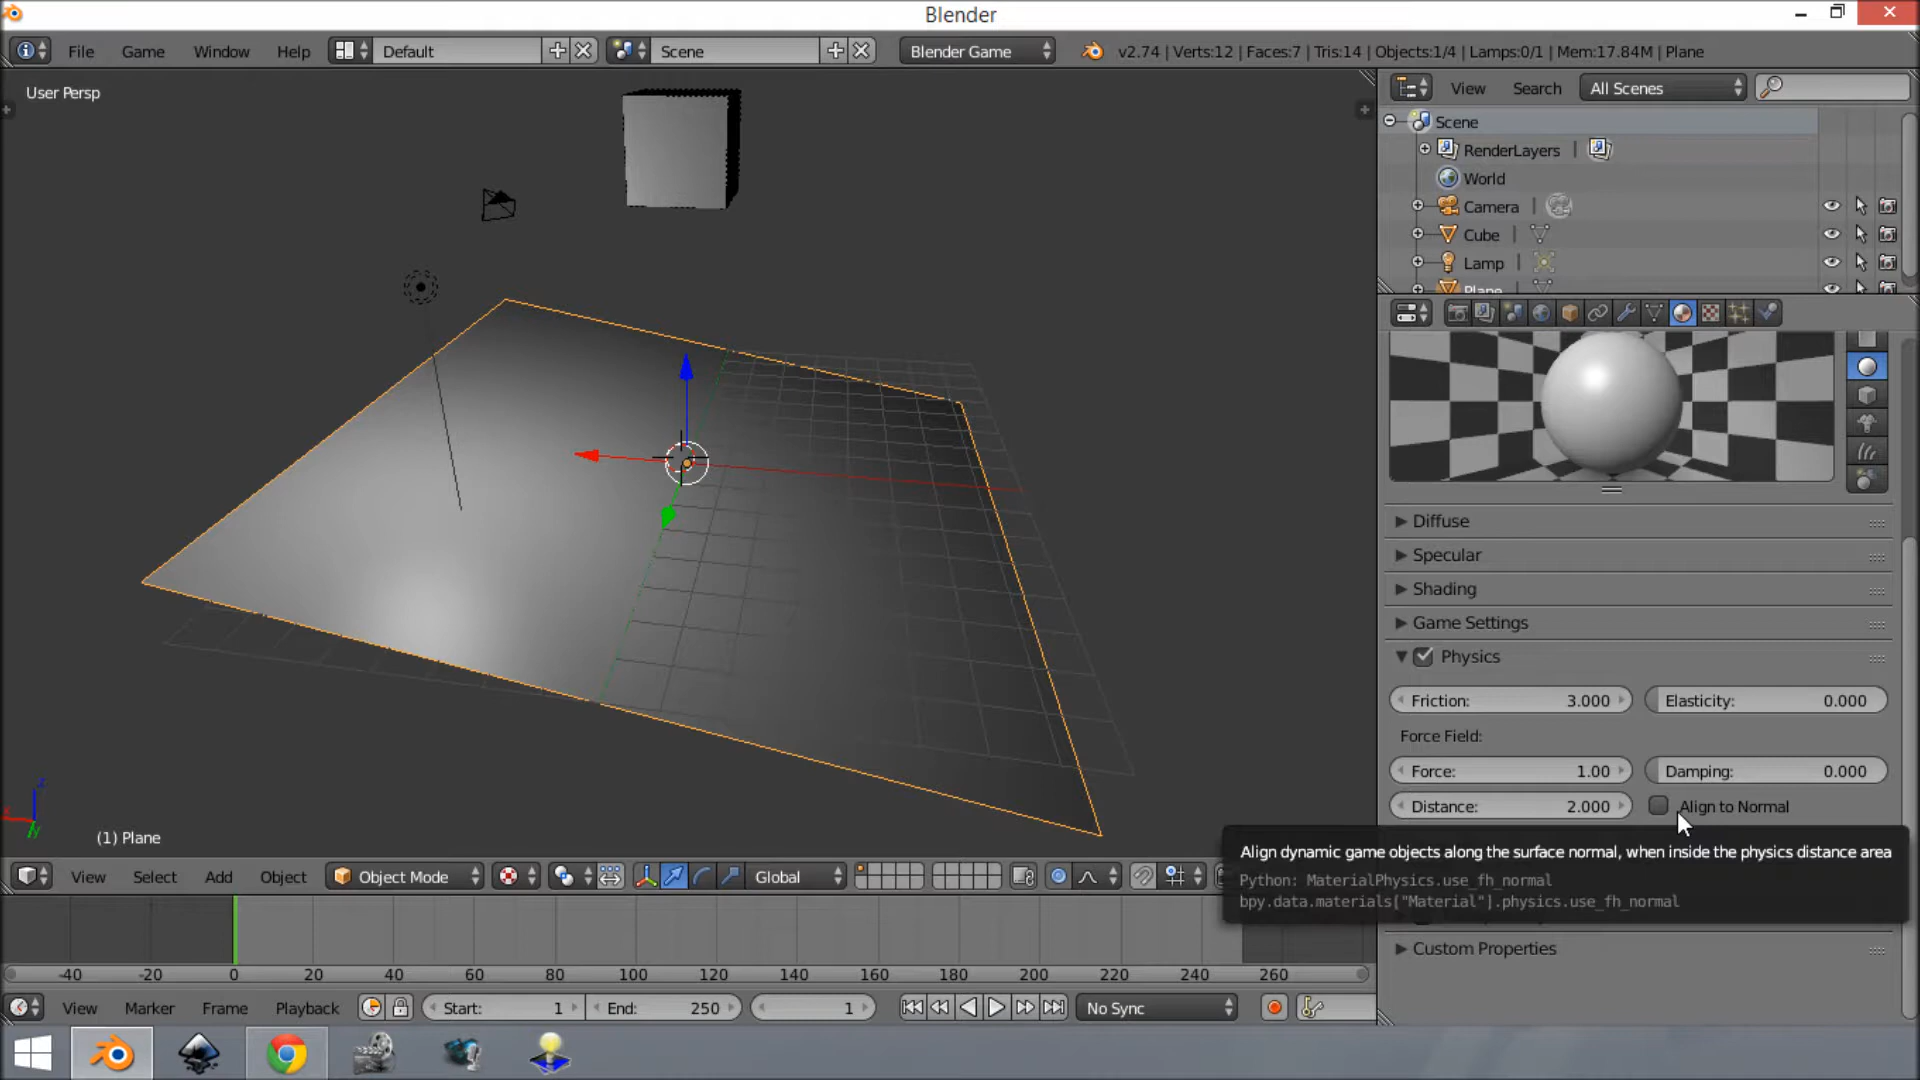 Blender
File Game Window Help Default Scene Blender Game v2.74 | Verts:12 | Faces:7 | Tris:14 | Objects:1/4 | Lamps:0/1 | Mem:17.84M | Plane
User Persp
View Search All Scenes
Scene
RenderLayers |
World
Camera |
Cube |
Lamp |
Plane |
Diffuse
Specular
Shading
Game Settings
Physics
Friction: 3.000 Elasticity: 0.000
Force Field:
Force: 1.00 Damping: 0.000
Distance: 2.000 Align to Normal
Align dynamic game objects along the surface normal, when inside the physics distance area
Python: MaterialPhysics.use_fh_normal
bpy.data.materials["Material"].physics.use_fh_normal
Custom Properties
z
x
y
(1) Plane
View Select Add Object Object Mode Global
-40 -20 0 20 40 60 80 100 120 140 160 180 200 220 240 260
View Marker Frame Playback Start: 1 End: 250 1 No Sync